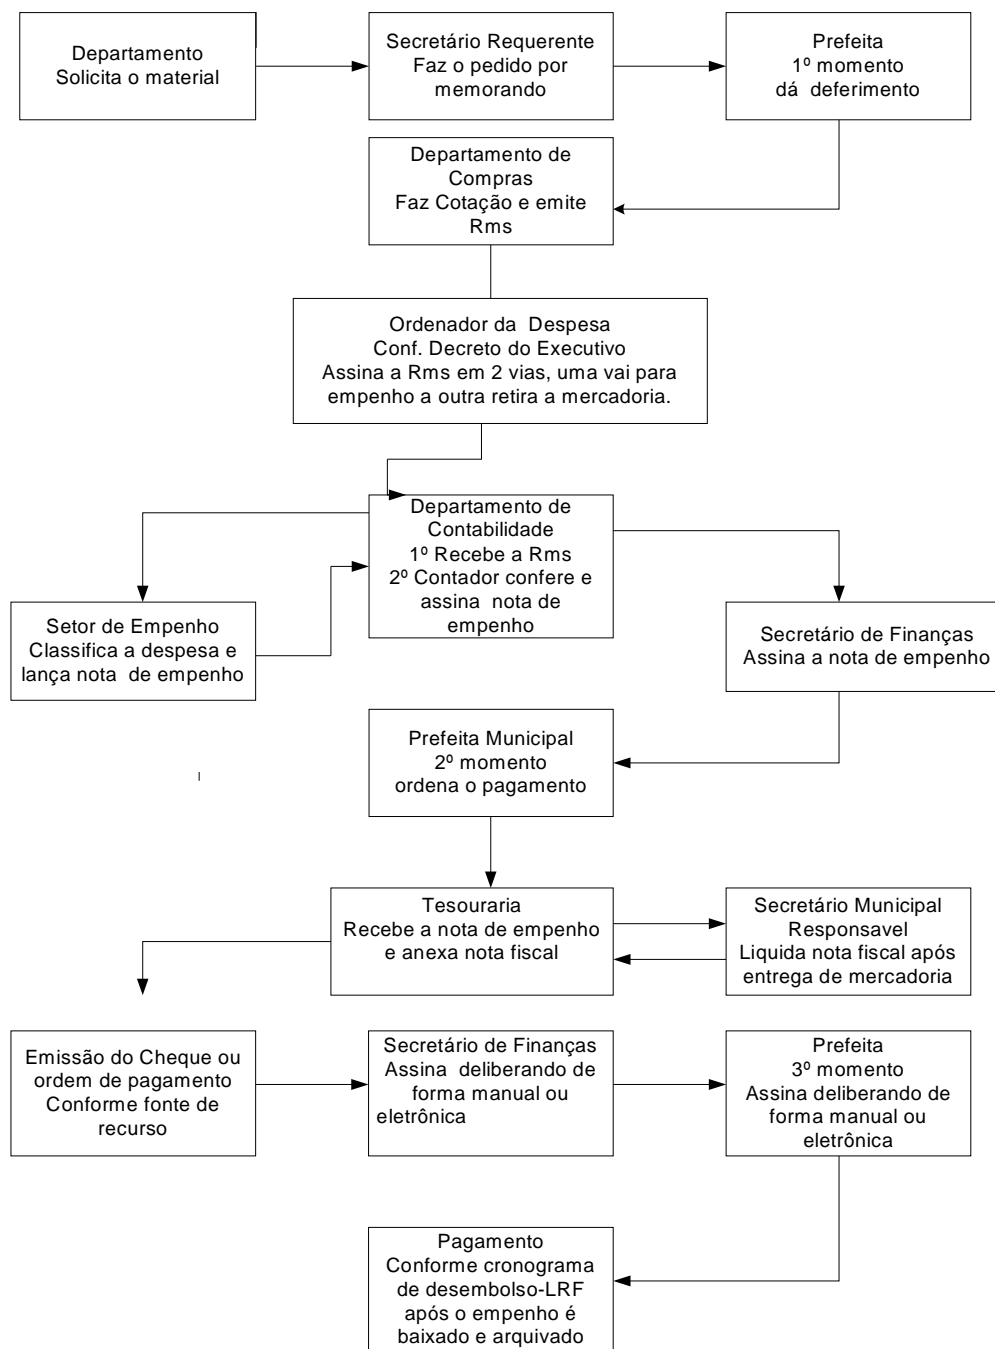 Departamento
Solicita o material
Secretário Requerente
Faz o pedido por
memorando
Prefeita
1º momento
dá deferimento
Departamento de
Compras
Faz Cotação e emite
Rms
Ordenador da Despesa
Conf. Decreto do Executivo
Assina a Rms em 2 vias, uma vai para
empenho a outra retira a mercadoria.
Departamento de
Contabilidade
1º Recebe a Rms
2º Contador confere e
assina nota de
empenho
Setor de Empenho
Classifica a despesa e
lança nota de empenho
Secretário de Finanças
Assina a nota de empenho
Prefeita Municipal
2º momento
ordena o pagamento
Tesouraria
Recebe a nota de empenho
e anexa nota fiscal
Secretário Municipal
Responsavel
Liquida nota fiscal após
entrega de mercadoria
Emissão do Cheque ou
ordem de pagamento
Conforme fonte de
recurso
Secretário de Finanças
Assina deliberando de
forma manual ou
eletrônica
Prefeita
3º momento
Assina deliberando de
forma manual ou
eletrônica
Pagamento
Conforme cronograma
de desembolso-LRF
após o empenho é
baixado e arquivado